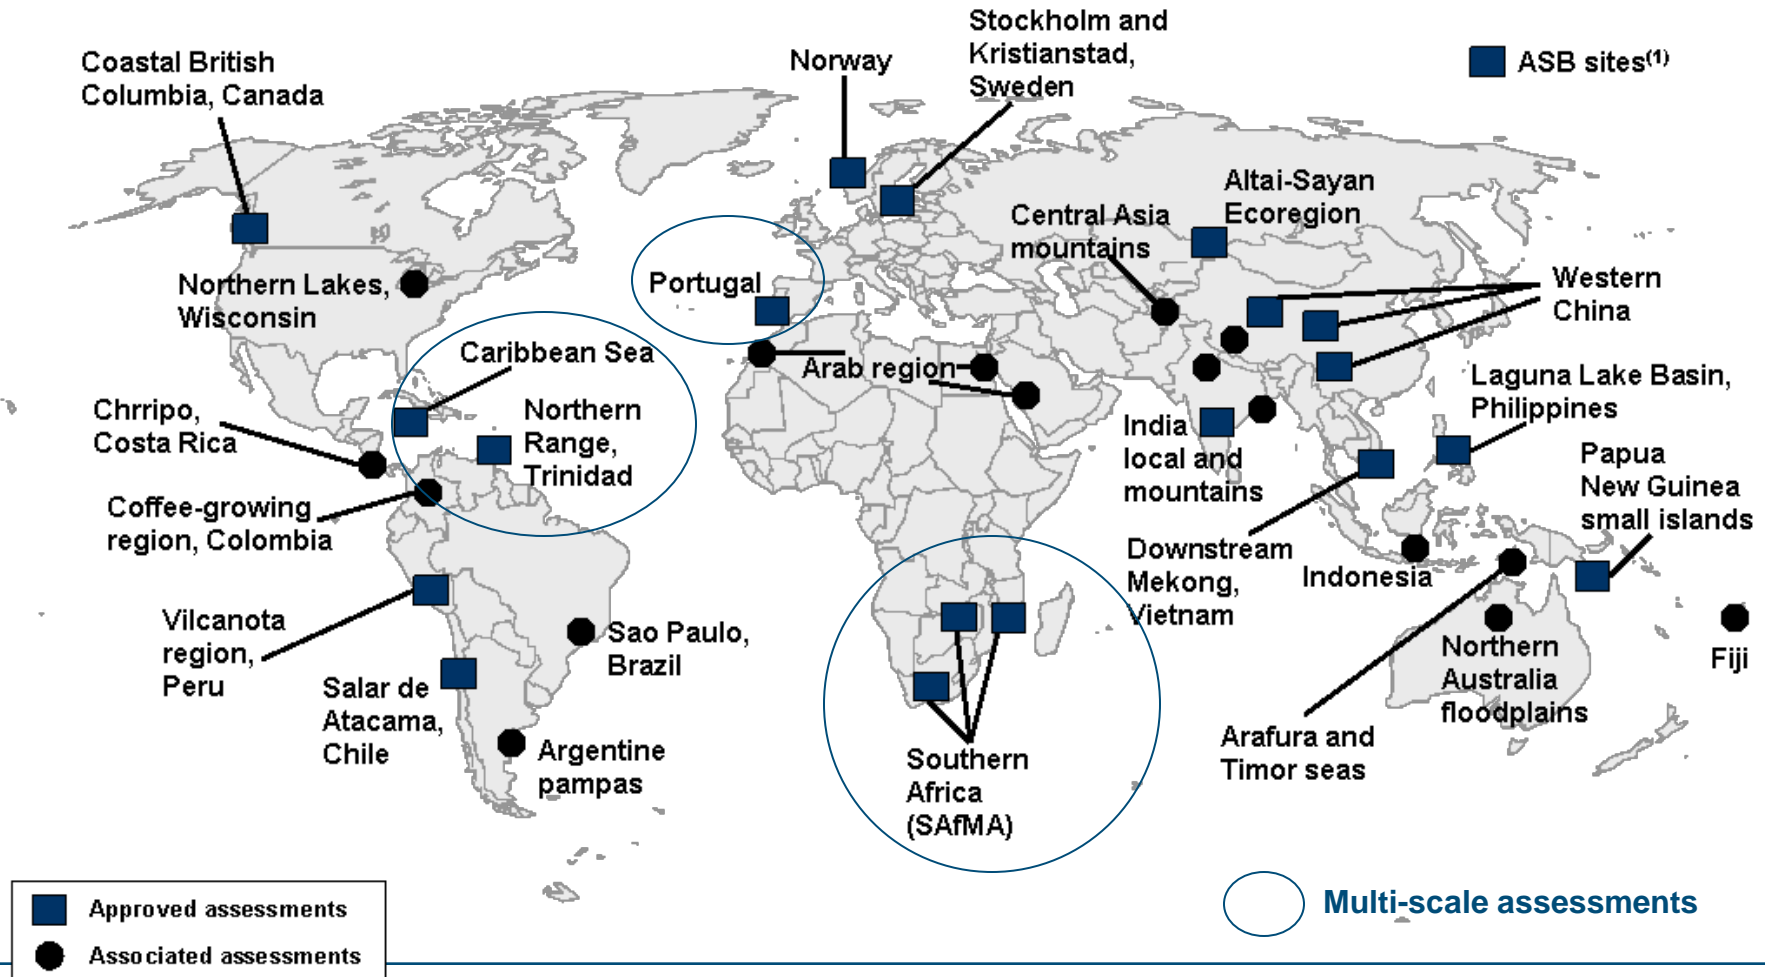 Stockholm and
Kristianstad,
Sweden
Norway
ASB sites(1)
Coastal British
Columbia, Canada
Altai-Sayan
Ecoregion
Central Asia
mountains
Portugal
Northern Lakes,
Wisconsin
Western
China
Caribbean Sea
Arab region
Laguna Lake Basin,
Philippines
Chrripo,
Costa Rica
Northern
Range,
Trinidad
India
local and
mountains
Papua
New Guinea
small islands
Coffee-growing
region, Colombia
Downstream
Mekong,
Vietnam
Indonesia
Vilcanota
region,
Peru
Sao Paulo,
Brazil
Northern
Australia
floodplains
Fiji
Salar de
Atacama,
Chile
Argentine
pampas
Southern
Africa
(SAfMA)
Arafura and
Timor seas
Approved assessments
Associated assessments
Multi-scale assessments